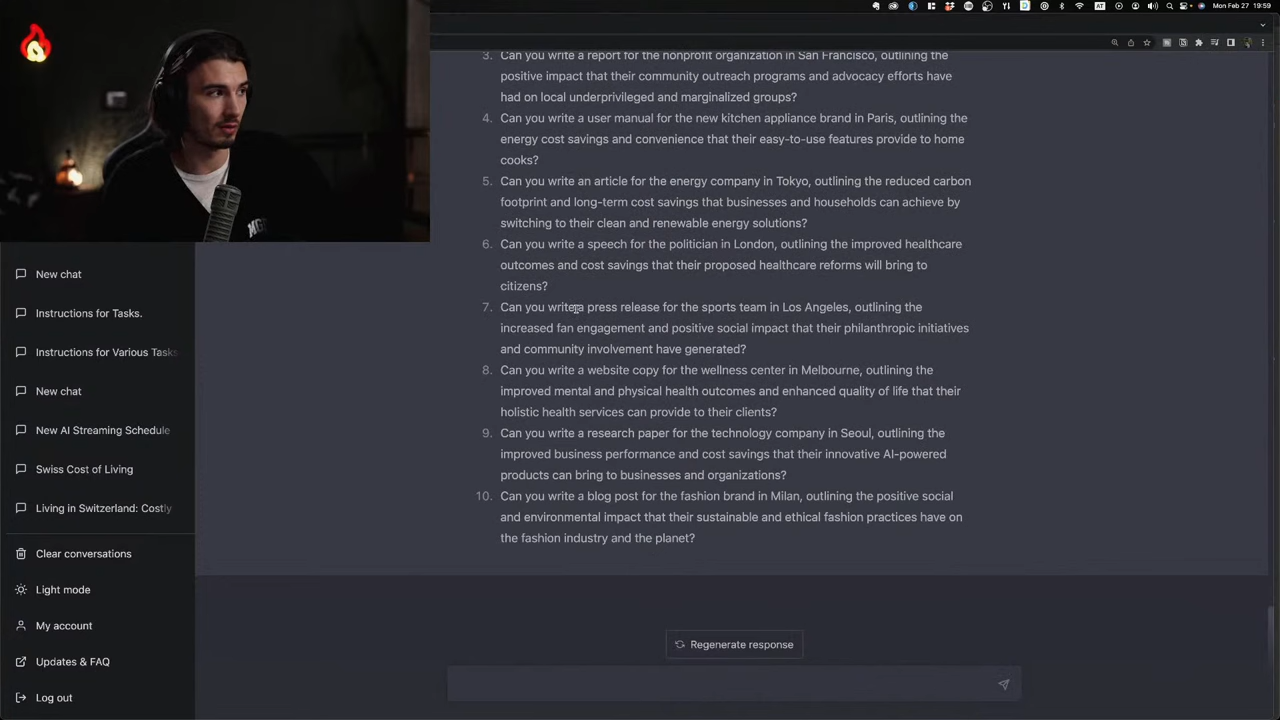 Mon Feb 27 19:59
3. Can you write a report for the nonprofit organization in San Francisco, outlining the
positive impact that their community outreach programs and advocacy efforts have
had on local underprivileged and marginalized groups?
4. Can you write a user manual for the new kitchen appliance brand in Paris, outlining the
energy cost savings and convenience that their easy-to-use features provide to home
cooks?
5. Can you write an article for the energy company in Tokyo, outlining the reduced carbon
footprint and long-term cost savings that businesses and households can achieve by
switching to their clean and renewable energy solutions?
6. Can you write a speech for the politician in London, outlining the improved healthcare
outcomes and cost savings that their proposed healthcare reforms will bring to
citizens?
7. Can you write a press release for the sports team in Los Angeles, outlining the
increased fan engagement and positive social impact that their philanthropic initiatives
and community involvement have generated?
8. Can you write a website copy for the wellness center in Melbourne, outlining the
improved mental and physical health outcomes and enhanced quality of life that their
holistic health services can provide to their clients?
9. Can you write a research paper for the technology company in Seoul, outlining the
improved business performance and cost savings that their innovative AI-powered
products can bring to businesses and organizations?
10. Can you write a blog post for the fashion brand in Milan, outlining the positive social
and environmental impact that their sustainable and ethical fashion practices have on
the fashion industry and the planet?
New chat
Instructions for Tasks.
Instructions for Various Tasks
New chat
New AI Streaming Schedule
Swiss Cost of Living
Living in Switzerland: Costly
Clear conversations
Light mode
My account
Updates & FAQ
Log out
Regenerate response